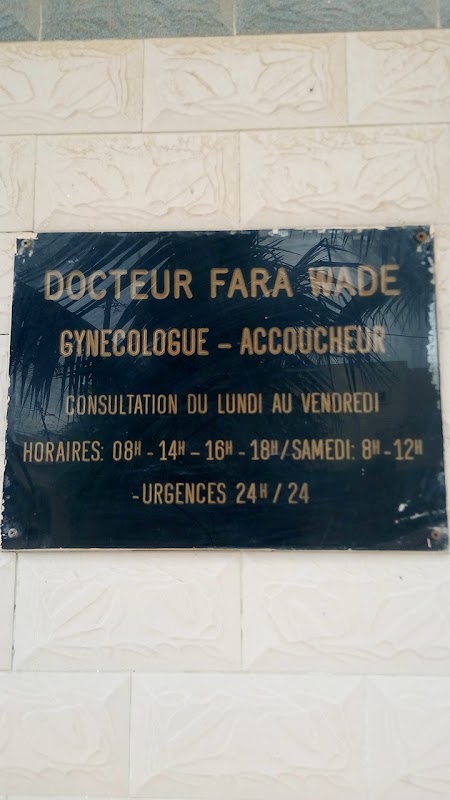 DOCTEUR FARA WADE
GYNECOLOGUE - ACCOUCHEUR
CONSULTATION DU LUNDI AU VENDREDI
HORAIRES: 08H - 14H - 16H - 18H / SAMEDI: 8H - 12H
-URGENCES 24H / 24